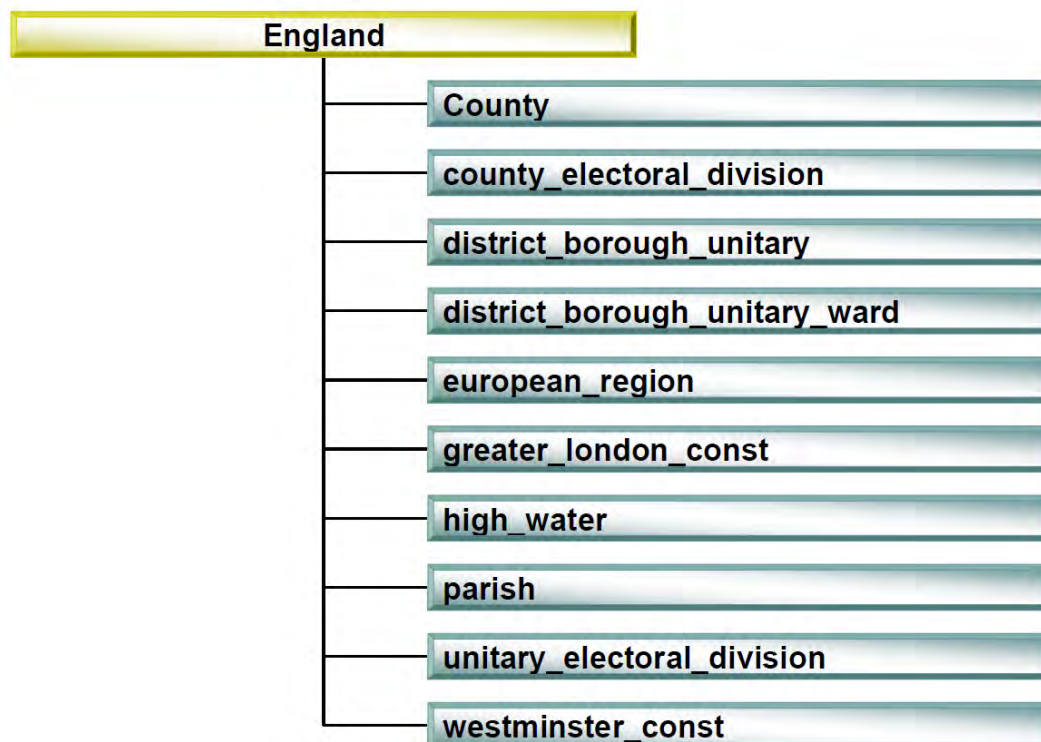 England
County
county_electoral_division
district_borough_unitary
district_borough_unitary_ward
european_region
greater_london_const
high_water
parish
unitary_electoral_division
westminster_const